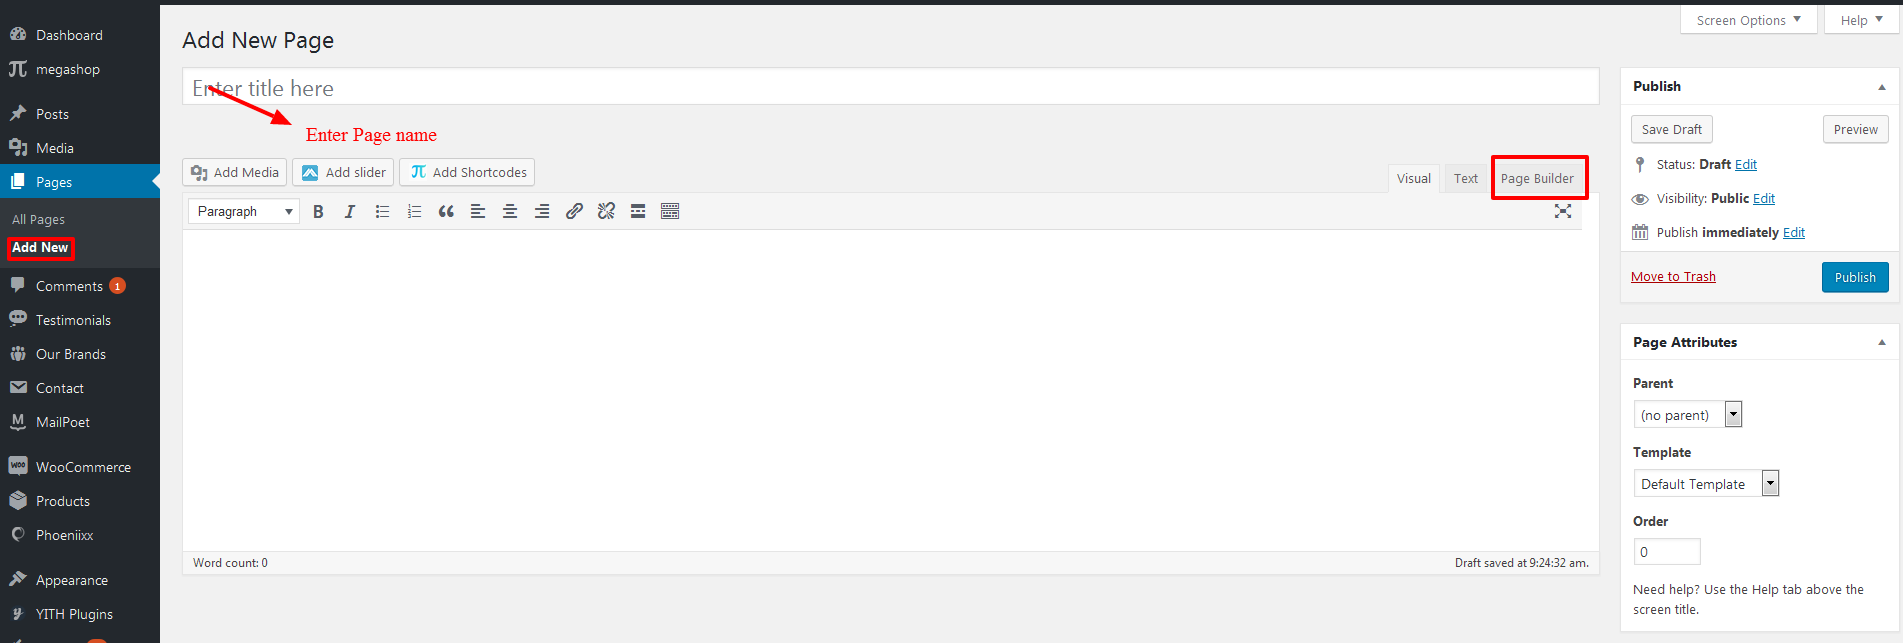 Screen Options
Help
Dashboard
megashop
Posts
Media
Pages
All Pages
Add New
Comments 1
Testimonials
Our Brands
Contact
MailPoet
WooCommerce
Products
Phoeniixx
Appearance
YITH Plugins
Add New Page
Enter title here
Enter Page name
Add Media Add slider Add Shortcodes
Visual Text Page Builder
Paragraph
Word count: 0
Draft saved at 9:24:32 am.
Publish
Save Draft
Preview
Status: Draft Edit
Visibility: Public Edit
Publish immediately Edit
Move to Trash
Publish
Page Attributes
Parent
(no parent)
Template
Default Template
Order
0
Need help? Use the Help tab above the
screen title.